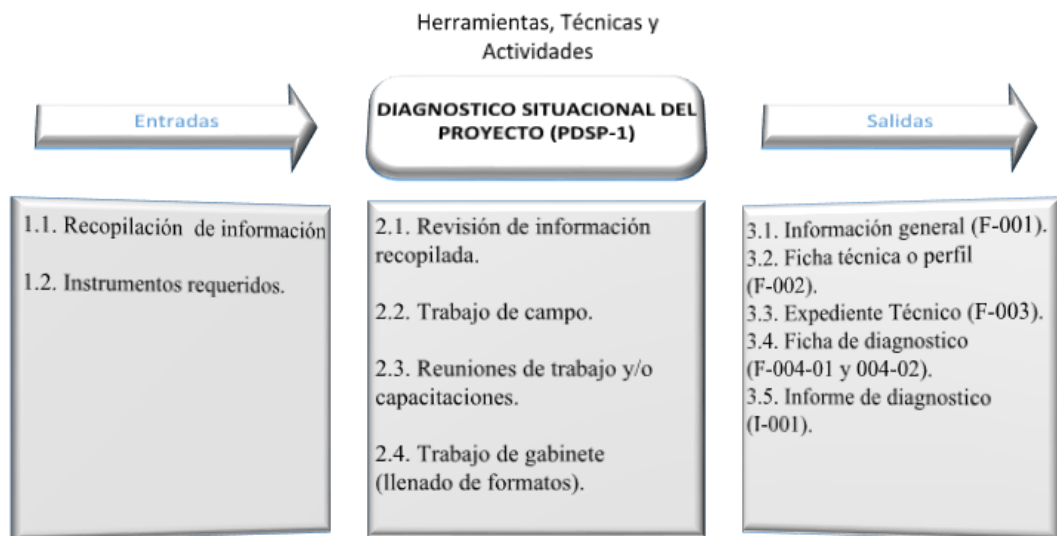 Herramientas, Técnicas y
Actividades
Entradas
DIAGNOSTICO SITUACIONAL DEL
PROYECTO (PDSP-1)
Salidas
1.1. Recopilación de información
1.2. Instrumentos requeridos.
2.1. Revisión de información
recopilada.
2.2. Trabajo de campo.
2.3. Reuniones de trabajo y/o
capacitaciones.
2.4. Trabajo de gabinete
(llenado de formatos).
3.1. Información general (F-001).
3.2. Ficha técnica o perfil
(F-002).
3.3. Expediente Técnico (F-003).
3.4. Ficha de diagnostico
(F-004-01 y 004-02).
3.5. Informe de diagnostico
(I-001).